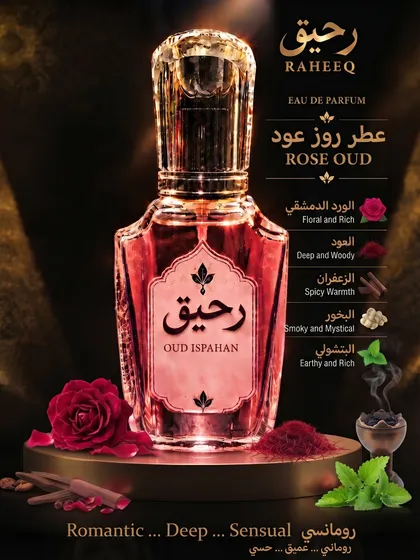 رحيق
RAHEEQ
EAU DE PARFUM
عطر روز عود
ROSE OUD
الورد الدمشقي
Floral and Rich
العود
Deep and Woody
الزعفران
Spicy Warmth
البخور
Smoky and Mystical
البتشولي
Earthy and Rich
رحيق
OUD ISPAHAN
Romantic ... Deep ... Sensual رومانسي
روماني ... عميق ... حسي